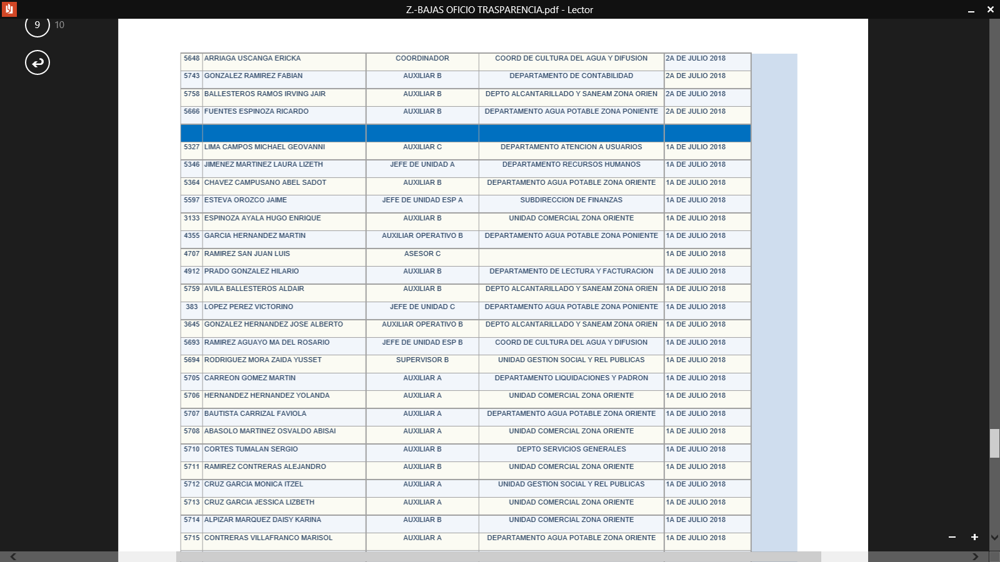 Z.-BAJAS OFICIO TRASPARENCIA.pdf - Lector
9 10
5648 ARRIAGA USCANGA ERICKA COORDINADOR COORD DE CULTURA DEL AGUA Y DIFUSION 2A DE JULIO 2018
5743 GONZALEZ RAMIREZ FABIAN AUXILIAR B DEPARTAMENTO DE CONTABILIDAD 2A DE JULIO 2018
5758 BALLESTEROS RAMOS IRVING JAIR AUXILIAR B DEPTO ALCANTARILLADO Y SANEAM ZONA ORIEN 2A DE JULIO 2018
5666 FUENTES ESPINOZA RICARDO AUXILIAR B DEPARTAMENTO AGUA POTABLE ZONA PONIENTE 2A DE JULIO 2018
5327 LIMA CAMPOS MICHAEL GEOVANNI AUXILIAR C DEPARTAMENTO ATENCION A USUARIOS 1A DE JULIO 2018
5346 JIMENEZ MARTINEZ LAURA LIZETH JEFE DE UNIDAD A DEPARTAMENTO RECURSOS HUMANOS 1A DE JULIO 2018
5364 CHAVEZ CAMPUSANO ABEL SADOT AUXILIAR B DEPARTAMENTO AGUA POTABLE ZONA ORIENTE 1A DE JULIO 2018
5597 ESTEVA OROZCO JAIME JEFE DE UNIDAD ESP A SUBDIRECCION DE FINANZAS 1A DE JULIO 2018
3133 ESPINOZA AYALA HUGO ENRIQUE AUXILIAR B UNIDAD COMERCIAL ZONA ORIENTE 1A DE JULIO 2018
4355 GARCIA HERNANDEZ MARTIN AUXILIAR OPERATIVO B DEPARTAMENTO AGUA POTABLE ZONA PONIENTE 1A DE JULIO 2018
4707 RAMIREZ SAN JUAN LUIS ASESOR C 1A DE JULIO 2018
4912 PRADO GONZALEZ HILARIO AUXILIAR B DEPARTAMENTO DE LECTURA Y FACTURACION 1A DE JULIO 2018
5759 AVILA BALLESTEROS ALDAIR AUXILIAR B DEPTO ALCANTARILLADO Y SANEAM ZONA ORIEN 1A DE JULIO 2018
383 LOPEZ PEREZ VICTORINO JEFE DE UNIDAD C DEPARTAMENTO AGUA POTABLE ZONA PONIENTE 1A DE JULIO 2018
3645 GONZALEZ HERNANDEZ JOSE ALBERTO AUXILIAR OPERATIVO B DEPTO ALCANTARILLADO Y SANEAM ZONA ORIEN 1A DE JULIO 2018
5693 RAMIREZ AGUAYO MA DEL ROSARIO JEFE DE UNIDAD ESP B COORD DE CULTURA DEL AGUA Y DIFUSION 1A DE JULIO 2018
5694 RODRIGUEZ MORA ZAIDA YUSSET SUPERVISOR B UNIDAD GESTION SOCIAL Y REL PUBLICAS 1A DE JULIO 2018
5705 CARREON GOMEZ MARTIN AUXILIAR A DEPARTAMENTO LIQUIDACIONES Y PADRON 1A DE JULIO 2018
5706 HERNANDEZ HERNANDEZ YOLANDA AUXILIAR A UNIDAD COMERCIAL ZONA ORIENTE 1A DE JULIO 2018
5707 BAUTISTA CARRIZAL FAVIOLA AUXILIAR A DEPARTAMENTO AGUA POTABLE ZONA ORIENTE 1A DE JULIO 2018
5708 ABASOLO MARTINEZ OSVALDO ABISAI AUXILIAR A UNIDAD COMERCIAL ZONA ORIENTE 1A DE JULIO 2018
5710 CORTES TUMALAN SERGIO AUXILIAR B DEPTO SERVICIOS GENERALES 1A DE JULIO 2018
5711 RAMIREZ CONTRERAS ALEJANDRO AUXILIAR B UNIDAD COMERCIAL ZONA ORIENTE 1A DE JULIO 2018
5712 CRUZ GARCIA MONICA ITZEL AUXILIAR A UNIDAD GESTION SOCIAL Y REL PUBLICAS 1A DE JULIO 2018
5713 CRUZ GARCIA JESSICA LIZBETH AUXILIAR A UNIDAD COMERCIAL ZONA ORIENTE 1A DE JULIO 2018
5714 ALPIZAR MARQUEZ DAISY KARINA AUXILIAR B UNIDAD COMERCIAL ZONA ORIENTE 1A DE JULIO 2018
5715 CONTRERAS VILLAFRANCO MARISOL AUXILIAR A DEPARTAMENTO AGUA POTABLE ZONA ORIENTE 1A DE JULIO 2018